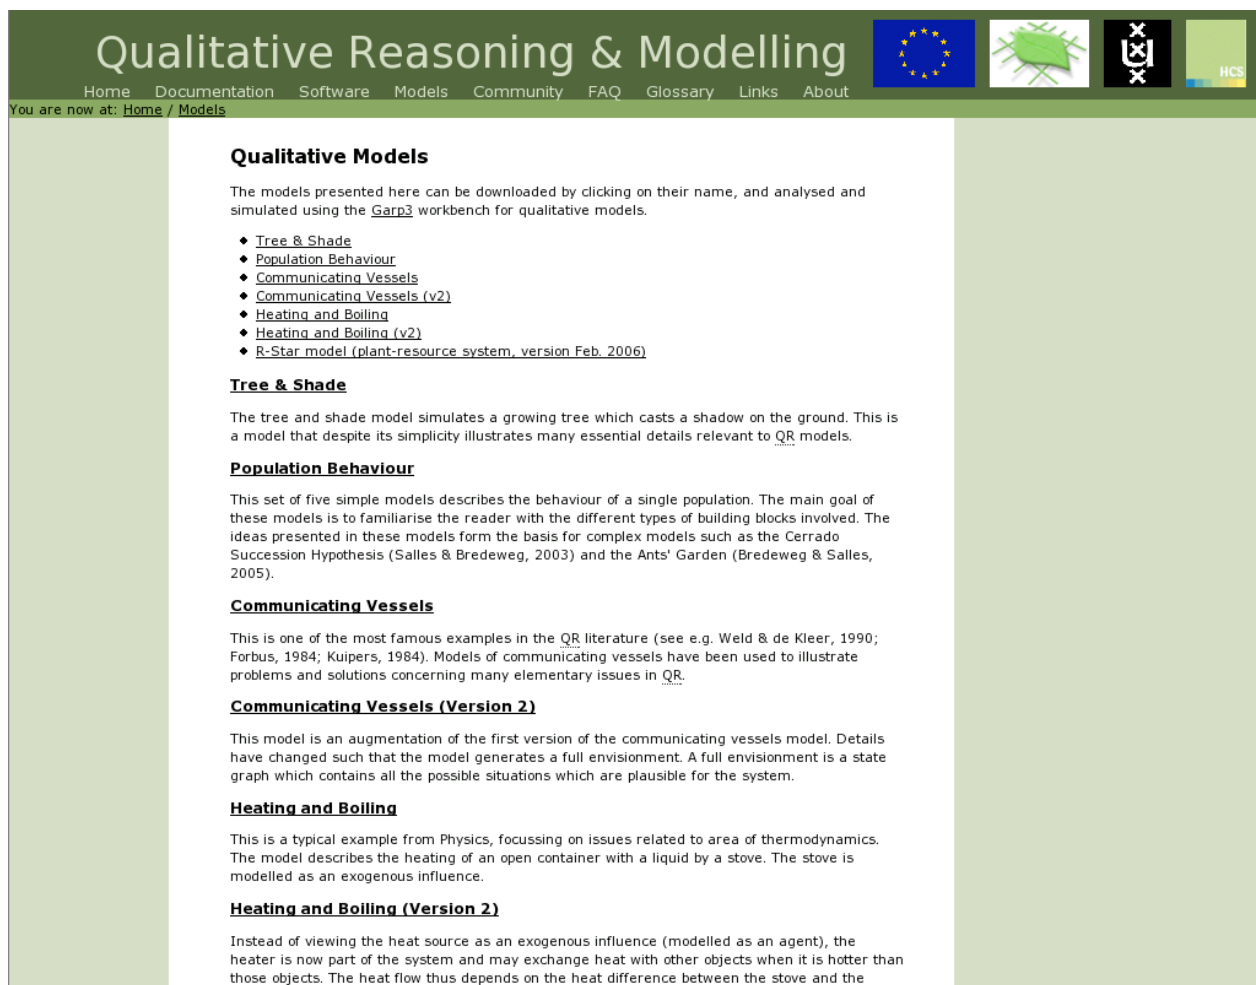 Qualitative Reasoning & Modelling
Home Documentation Software Models Community FAQ Glossary Links About
HCS
You are now at: Home / Models
Qualitative Models
The models presented here can be downloaded by clicking on their name, and analysed and
simulated using the Garp3 workbench for qualitative models.
Tree & Shade
Population Behaviour
Communicating Vessels
Communicating Vessels (v2)
Heating and Boiling
Heating and Boiling (v2)
R-Star model (plant-resource system, version Feb. 2006)
Tree & Shade
The tree and shade model simulates a growing tree which casts a shadow on the ground. This is
a model that despite its simplicity illustrates many essential details relevant to QR models.
Population Behaviour
This set of five simple models describes the behaviour of a single population. The main goal of
these models is to familiarise the reader with the different types of building blocks involved. The
ideas presented in these models form the basis for complex models such as the Cerrado
Succession Hypothesis (Salles & Bredeweg, 2003) and the Ants' Garden (Bredeweg & Salles,
2005).
Communicating Vessels
This is one of the most famous examples in the QR literature (see e.g. Weld & de Kleer, 1990;
Forbus, 1984; Kuipers, 1984). Models of communicating vessels have been used to illustrate
problems and solutions concerning many elementary issues in QR.
Communicating Vessels (Version 2)
This model is an augmentation of the first version of the communicating vessels model. Details
have changed such that the model generates a full envisionment. A full envisionment is a state
graph which contains all the possible situations which are plausible for the system.
Heating and Boiling
This is a typical example from Physics, focussing on issues related to area of thermodynamics.
The model describes the heating of an open container with a liquid by a stove. The stove is
modelled as an exogenous influence.
Heating and Boiling (Version 2)
Instead of viewing the heat source as an exogenous influence (modelled as an agent), the
heater is now part of the system and may exchange heat with other objects when it is hotter than
those objects. The heat flow thus depends on the heat difference between the stove and the